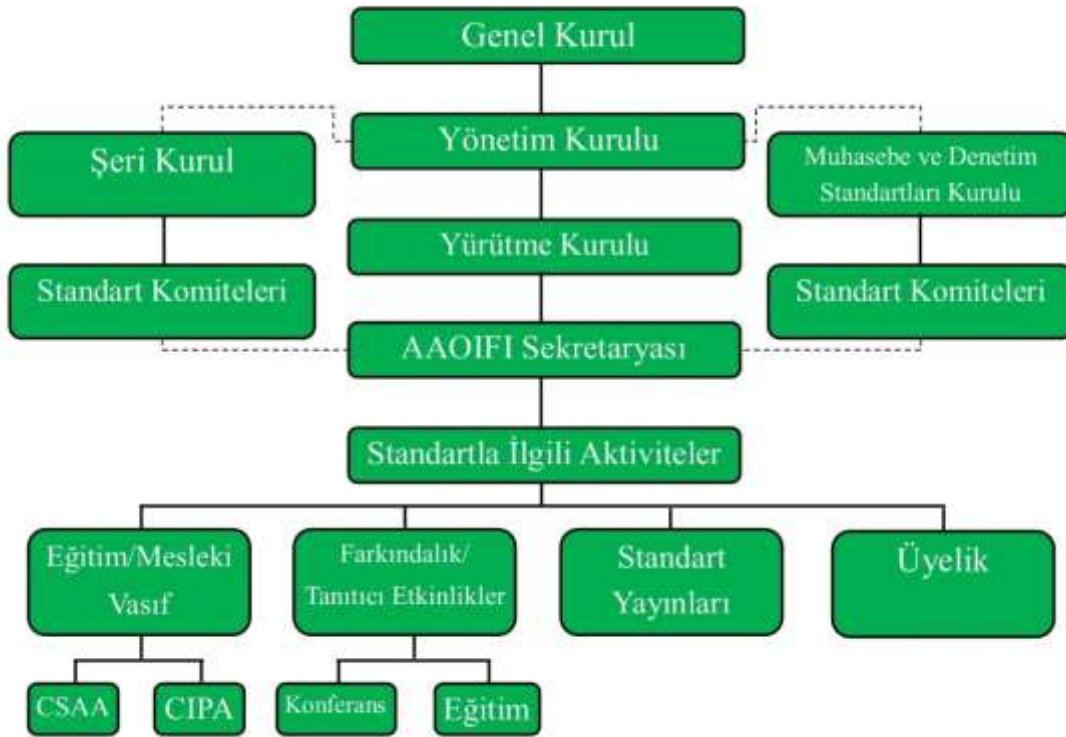 Genel Kurul
Şeri Kurul
Yönetim Kurulu
Muhasebe ve Denetim
Standartları Kurulu
Yürütme Kurulu
Standart Komiteleri
Standart Komiteleri
AAOIFI Sekretaryası
Standartla İlgili Aktiviteler
Eğitim/Mesleki
Vasıf
Farkındalık/
Tanıtıcı Etkinlikler
Standart
Yayınları
Üyelik
CSAA
CIPA
Konferans
Eğitim